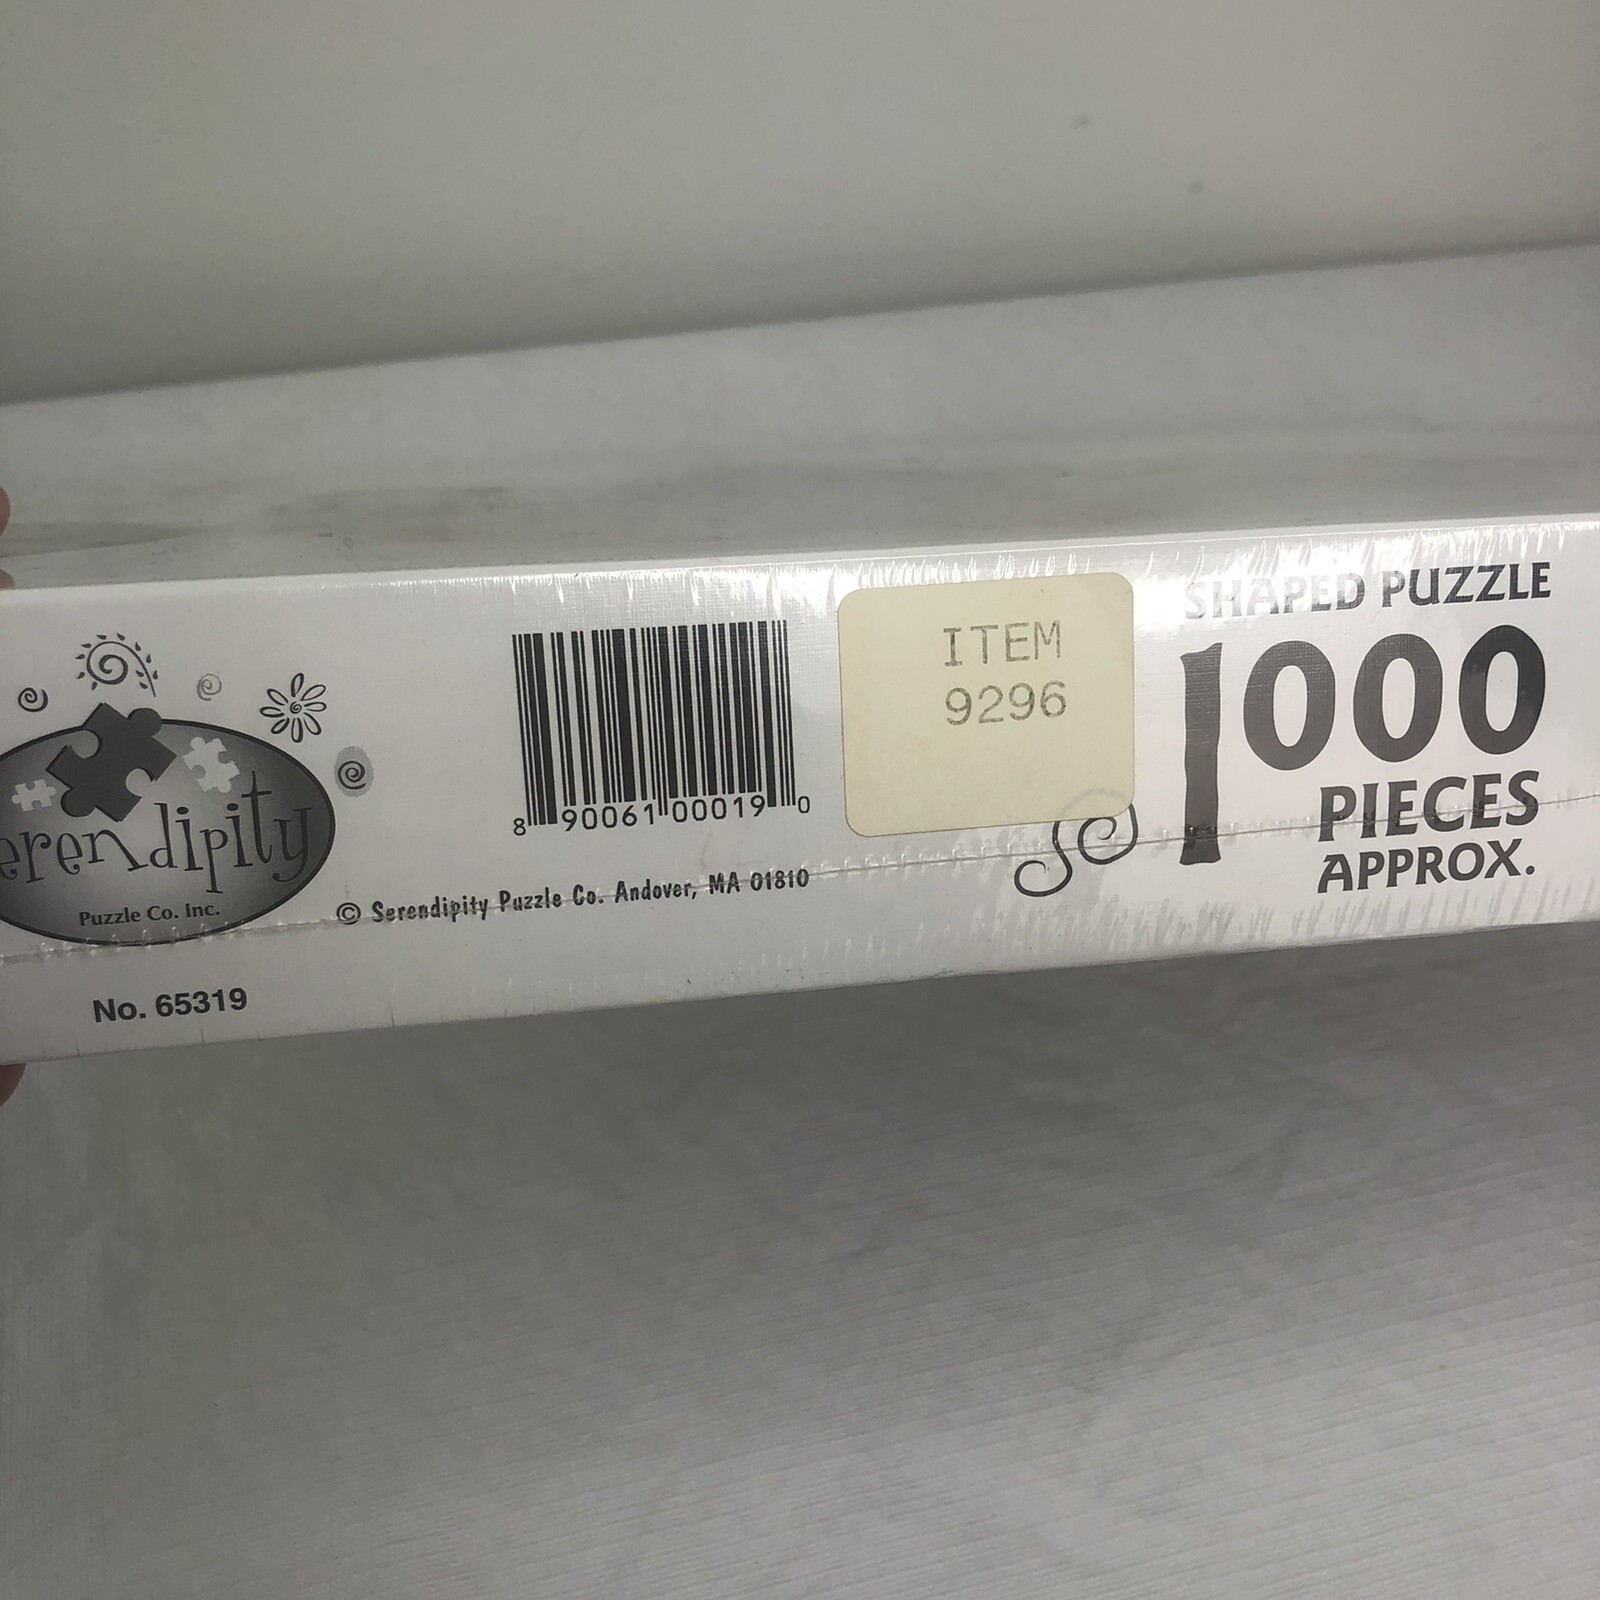 erendipity
Puzzle Co. Inc.
No. 65319
8 90061 00019 0
© Serendipity Puzzle Co. Andover, MA 01810
ITEM
9296
SHAPED PUZZLE
1000
PIECES
APPROX.